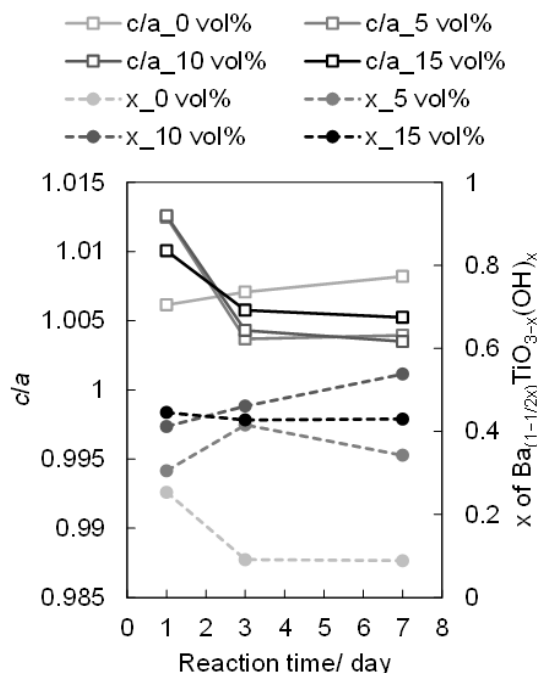 c/a_0 vol% c/a_5 vol%
c/a_10 vol% c/a_15 vol%
x_0 vol% x_5 vol%
x_10 vol% x_15 vol%
1.015 1
1.01 0.8
1.005 0.6
1 0.4
0.995 0.2
0.99 0
0.985
c/a
x of Ba(1−1/2x)TiO3−x(OH)x
0 1 2 3 4 5 6 7 8
Reaction time/ day